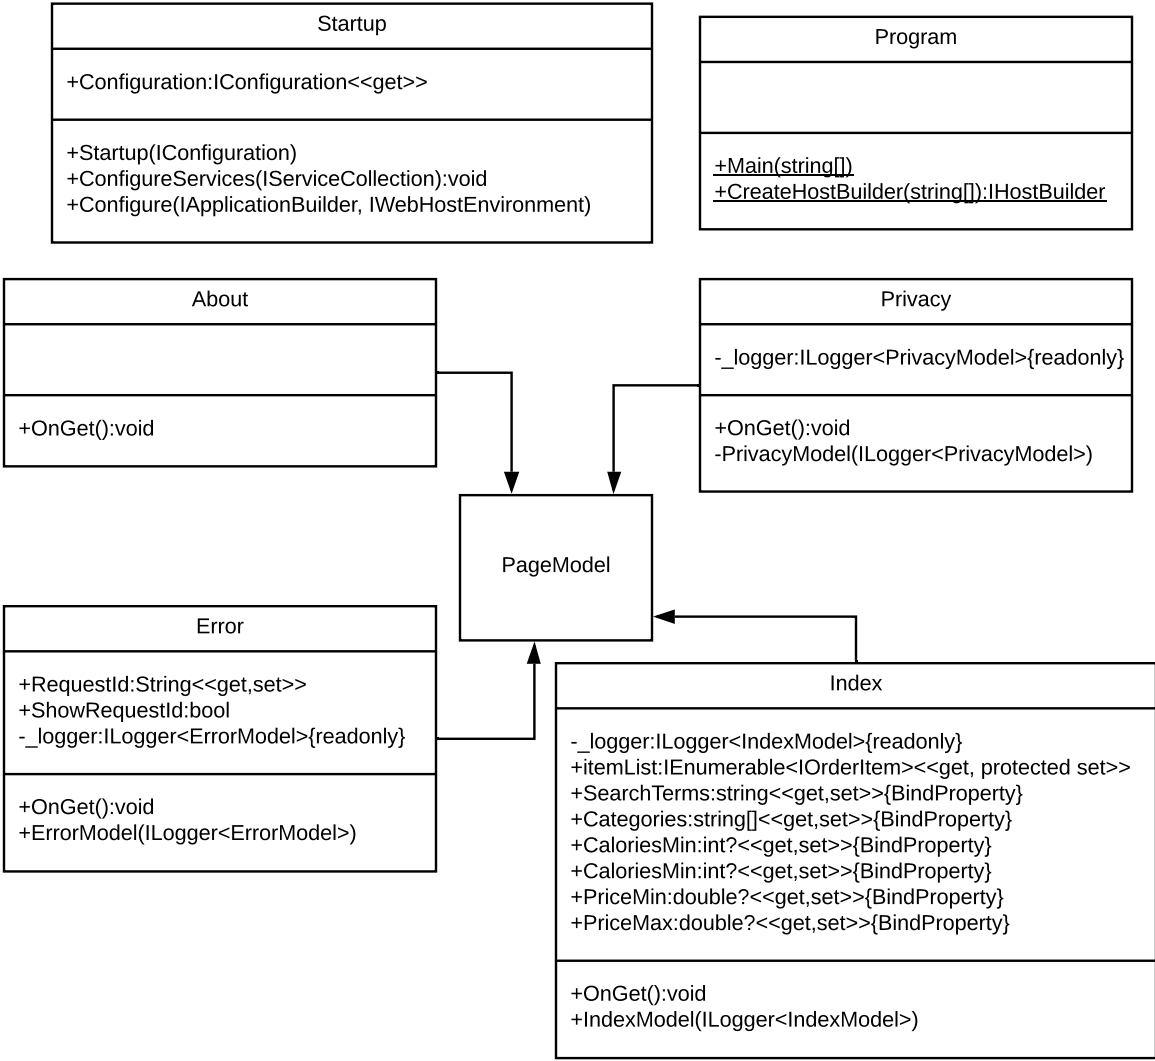 Startup
+Configuration:IConfiguration<<get>>
+Startup(IConfiguration)
+ConfigureServices(IServiceCollection):void
+Configure(IApplicationBuilder, IWebHostEnvironment)
Program
+Main(string[])
+CreateHostBuilder(string[]):IHostBuilder
About
+OnGet():void
Privacy
-_logger:ILogger<PrivacyModel>{readonly}
+OnGet():void
-PrivacyModel(ILogger<PrivacyModel>)
PageModel
Error
+RequestId:String<<get,set>>
+ShowRequestId:bool
-_logger:ILogger<ErrorModel>{readonly}
+OnGet():void
+ErrorModel(ILogger<ErrorModel>)
Index
-_logger:ILogger<IndexModel>{readonly}
+itemList:IEnumerable<IOrderItem><<get, protected set>>
+SearchTerms:string<<get,set>>{BindProperty}
+Categories:string[]<<get,set>>{BindProperty}
+CaloriesMin:int?<<get,set>>{BindProperty}
+CaloriesMin:int?<<get,set>>{BindProperty}
+PriceMin:double?<<get,set>>{BindProperty}
+PriceMax:double?<<get,set>>{BindProperty}
+OnGet():void
+IndexModel(ILogger<IndexModel>)